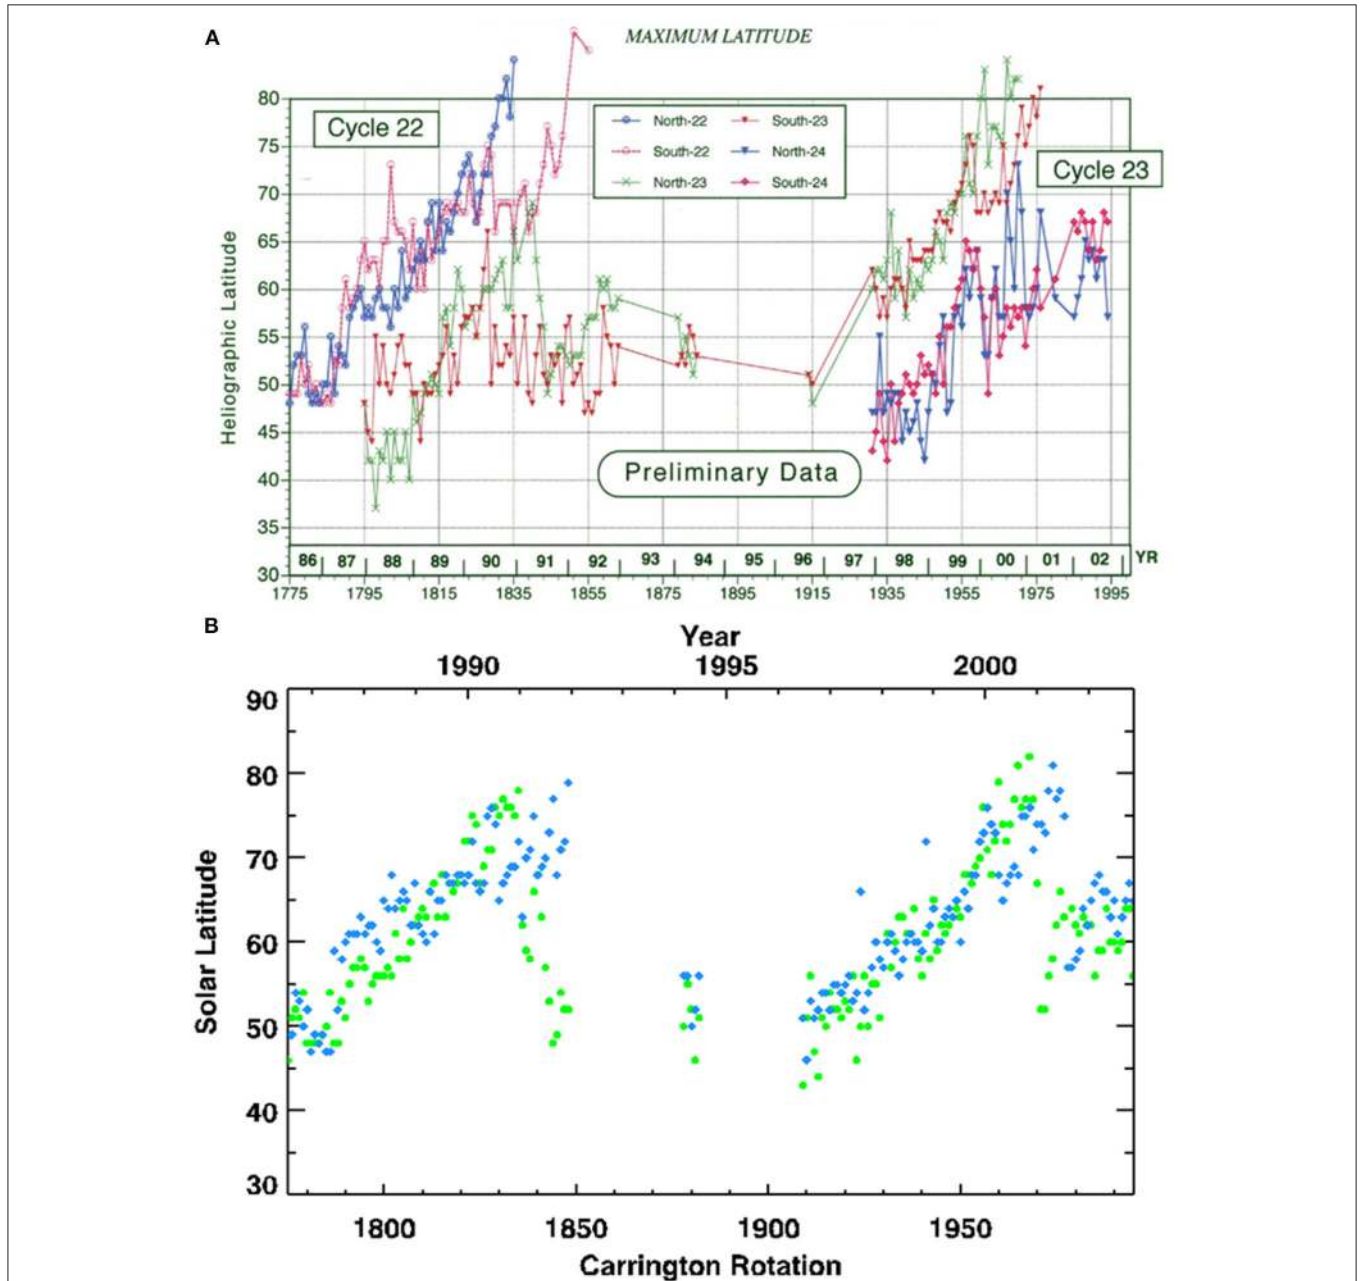 A
MAXIMUM LATITUDE
80
75
70
65
60
55
50
45
40
35
30
Heliographic Latitude
Cycle 22
North-22 South-23
South-22 North-24
North-23 South-24
Cycle 23
Preliminary Data
86 87 88 89 90 91 92 93 94 95 96 97 98 99 00 01 02 YR
1775 1795 1815 1835 1855 1875 1895 1915 1935 1955 1975 1995
B
Year
1990 1995 2000
90
80
70
60
50
40
30
Solar Latitude
1800 1850 1900 1950
Carrington Rotation